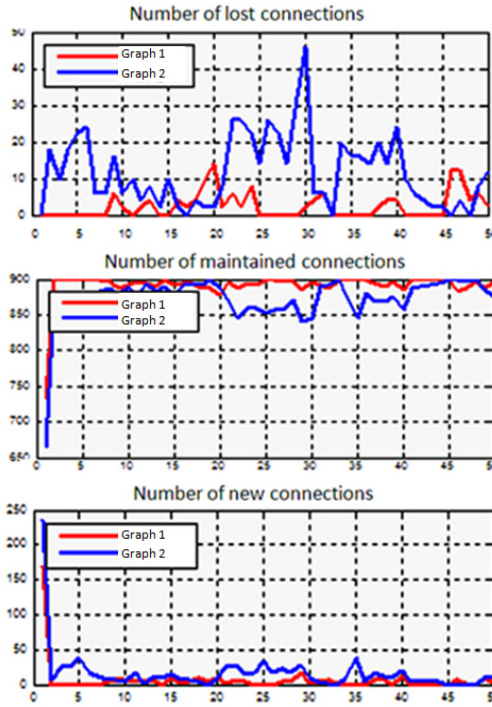 Number of lost connections
50
40
30
20
10
0
Graph 1
Graph 2
0 5 10 15 20 25 30 35 40 45 50
Number of maintained connections
900
850
800
750
700
650
Graph 1
Graph 2
0 5 10 15 20 25 30 35 40 45 50
Number of new connections
250
200
150
100
50
0
Graph 1
Graph 2
0 5 10 15 20 25 30 35 40 45 50